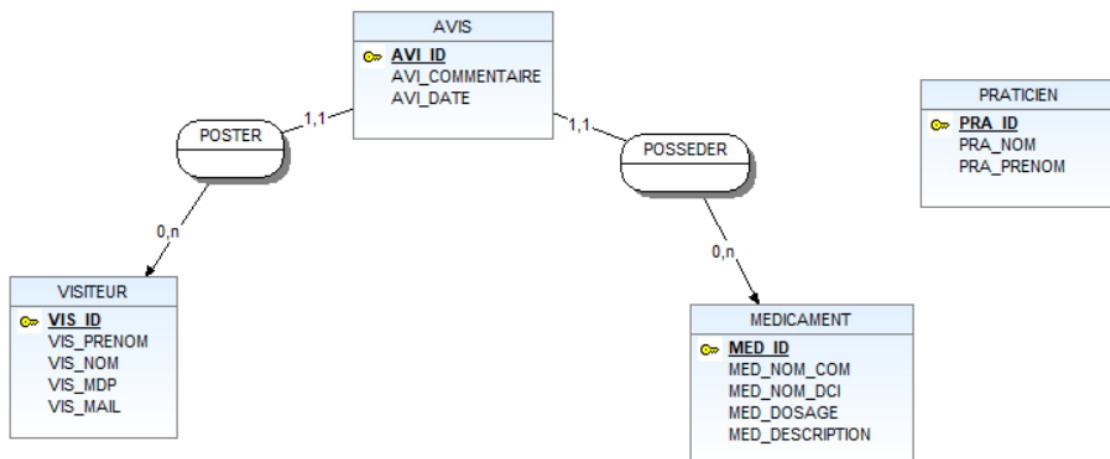 AVIS
AVI_ID
AVI_COMMENTAIRE
AVI_DATE
1,1
POSTER
0,n
1,1
POSSEDER
0,n
PRATICIEN
PRA_ID
PRA_NOM
PRA_PRENOM
VISITEUR
VIS_ID
VIS_PRENOM
VIS_NOM
VIS_MDP
VIS_MAIL
MEDICAMENT
MED_ID
MED_NOM_COM
MED_NOM_DCI
MED_DOSAGE
MED_DESCRIPTION